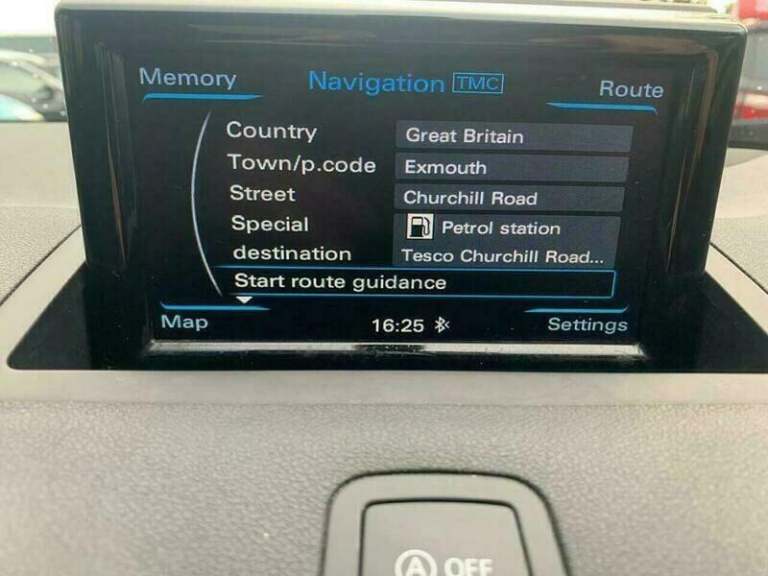 Memory Navigation TMC Route
Country Great Britain
Town/p.code Exmouth
Street Churchill Road
Special Petrol station
destination Tesco Churchill Road...
Start route guidance
Map 16:25 Settings
A OFF